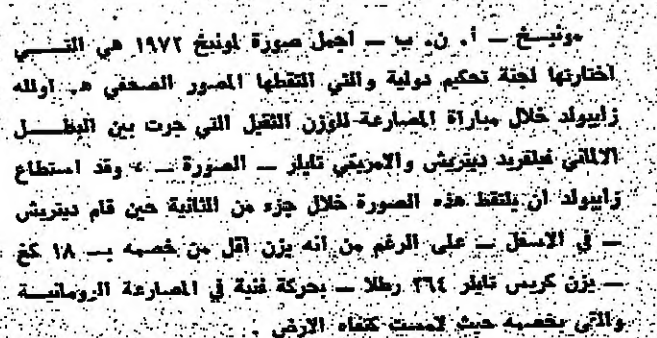 مونيخ — أ. ن. ب — اجمل صورة لمونيخ ١٩٧٢ هي التي
اختارتها لجنة تحكيم دولية والتي التقطها المصور الصحفي ه. اولله
زايبولد خلال مباراة المصارعة للوزن الثقيل التي جرت بين البطل
الالماني فيلفريد ديتريش والامريكي تايلر — الصورة — ، وقد استطاع
زايبولد ان يلتقط هذه الصورة خلال جزء من الثانية حين قام ديتريش
— في الاسفل — على الرغم من انه يزن اقل من خصمه بـ ١٨ كغ
— يزن كريس تايلر ٣٦٤ رطلا — بحركة فنية في المصارعة الرومانية
والتي بخصمه حيث لامست كتفاه الارض .